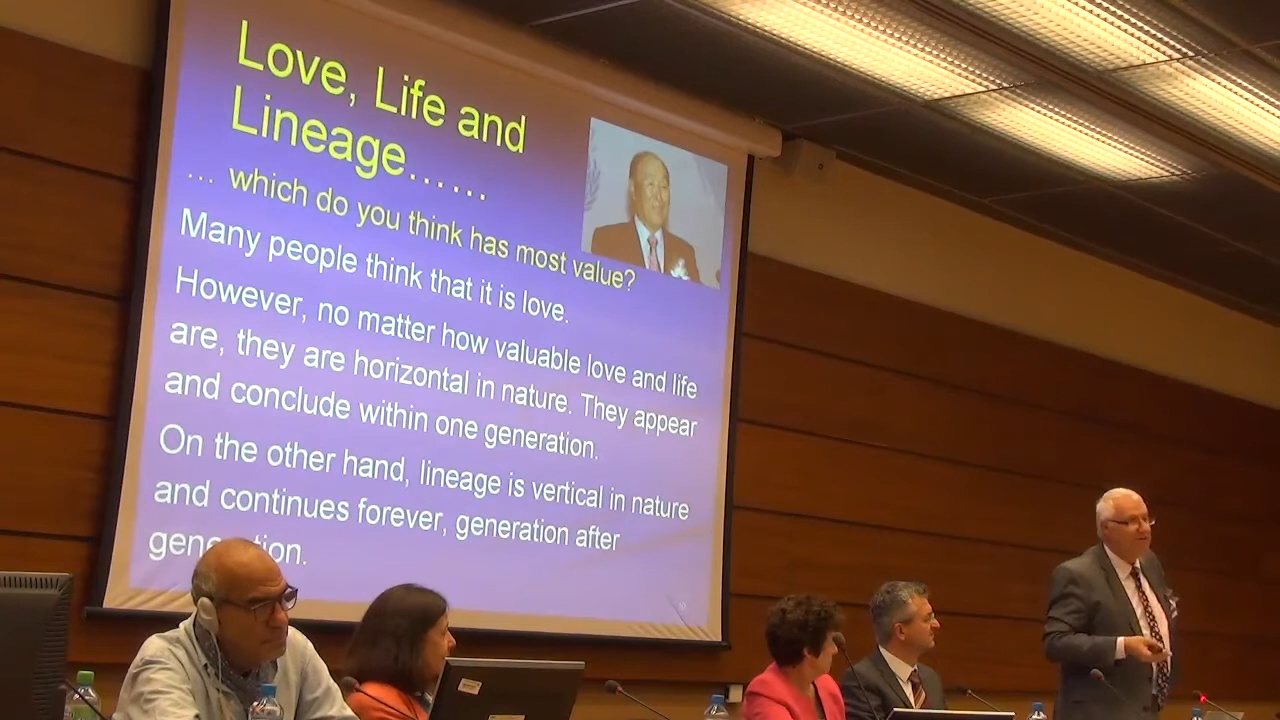 Love, Life and
Lineage......
... which do you think has most value?
Many people think that it is love.
However, no matter how valuable love and life
are, they are horizontal in nature. They appear
and conclude within one generation.
On the other hand, lineage is vertical in nature
and continues forever, generation after